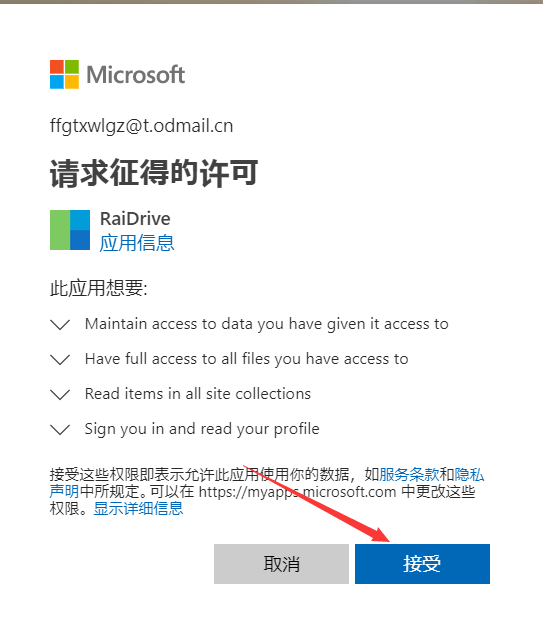 Microsoft
ffgtxwlgz@t.odmail.cn
请求征得的许可
RaiDrive
应用信息
此应用想要:
Maintain access to data you have given it access to
Have full access to all files you have access to
Read items in all site collections
Sign you in and read your profile
接受这些权限即表示允许此应用使用你的数据，如服务条款和隐私
声明中所规定。可以在 https://myapps.microsoft.com 中更改这些
权限。显示详细信息
取消
接受